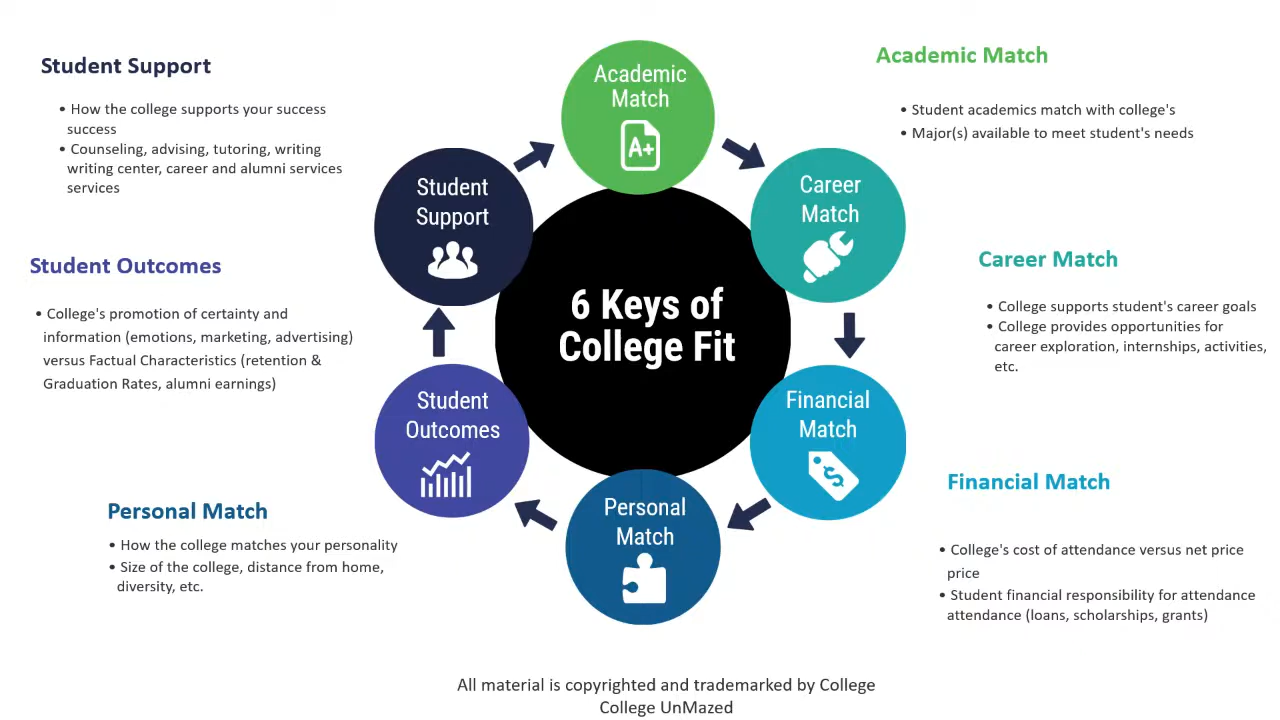 Student Support
• How the college supports your success
success
• Counseling, advising, tutoring, writing
writing center, career and alumni services
services
Student Outcomes
• College's promotion of certainty and
information (emotions, marketing, advertising)
versus Factual Characteristics (retention &
Graduation Rates, alumni earnings)
Personal Match
• How the college matches your personality
• Size of the college, distance from home,
diversity, etc.
Academic
Match
A+
Student
Support
Career
Match
6 Keys of
College Fit
Student
Outcomes
Financial
Match
$
Personal
Match
Academic Match
• Student academics match with college's
• Major(s) available to meet student's needs
Career Match
• College supports student's career goals
• College provides opportunities for
career exploration, internships, activities,
etc.
Financial Match
• College's cost of attendance versus net price
price
• Student financial responsibility for attendance
attendance (loans, scholarships, grants)
All material is copyrighted and trademarked by College
College UnMazed